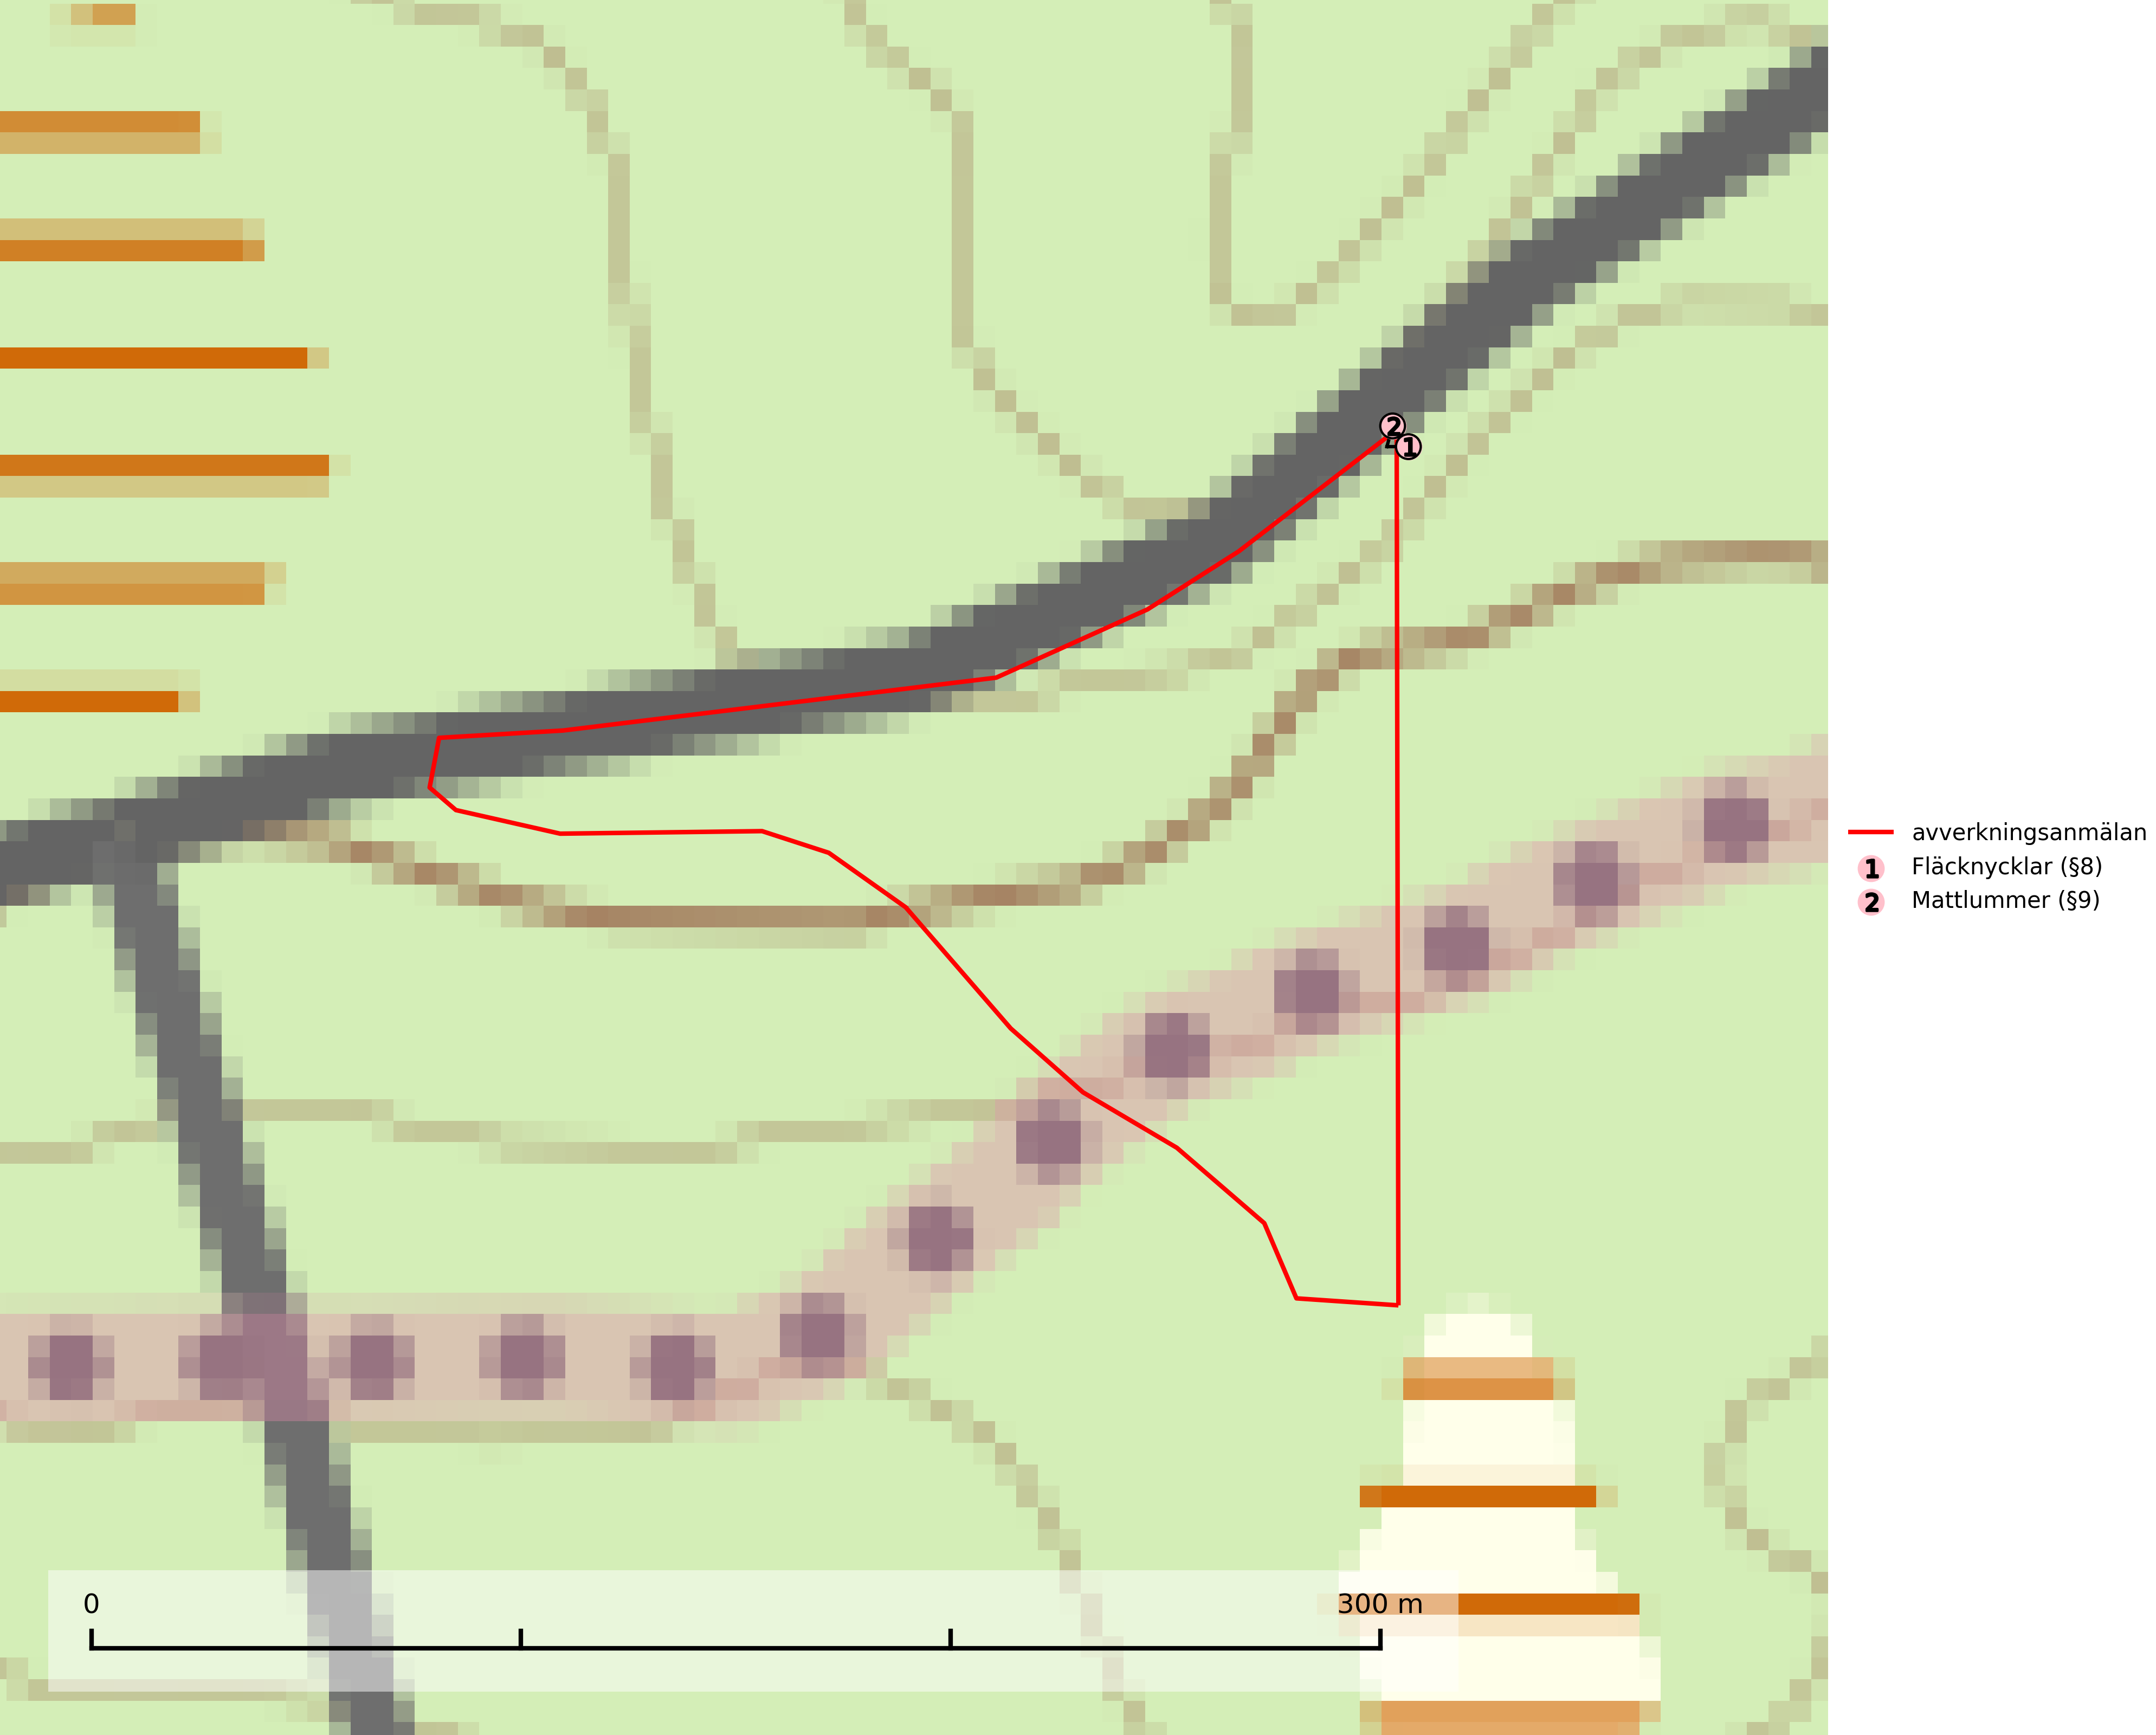 2
1
avverkningsanmälan
1 Fläcknycklar (§8)
2 Mattlummer (§9)
0 300 m